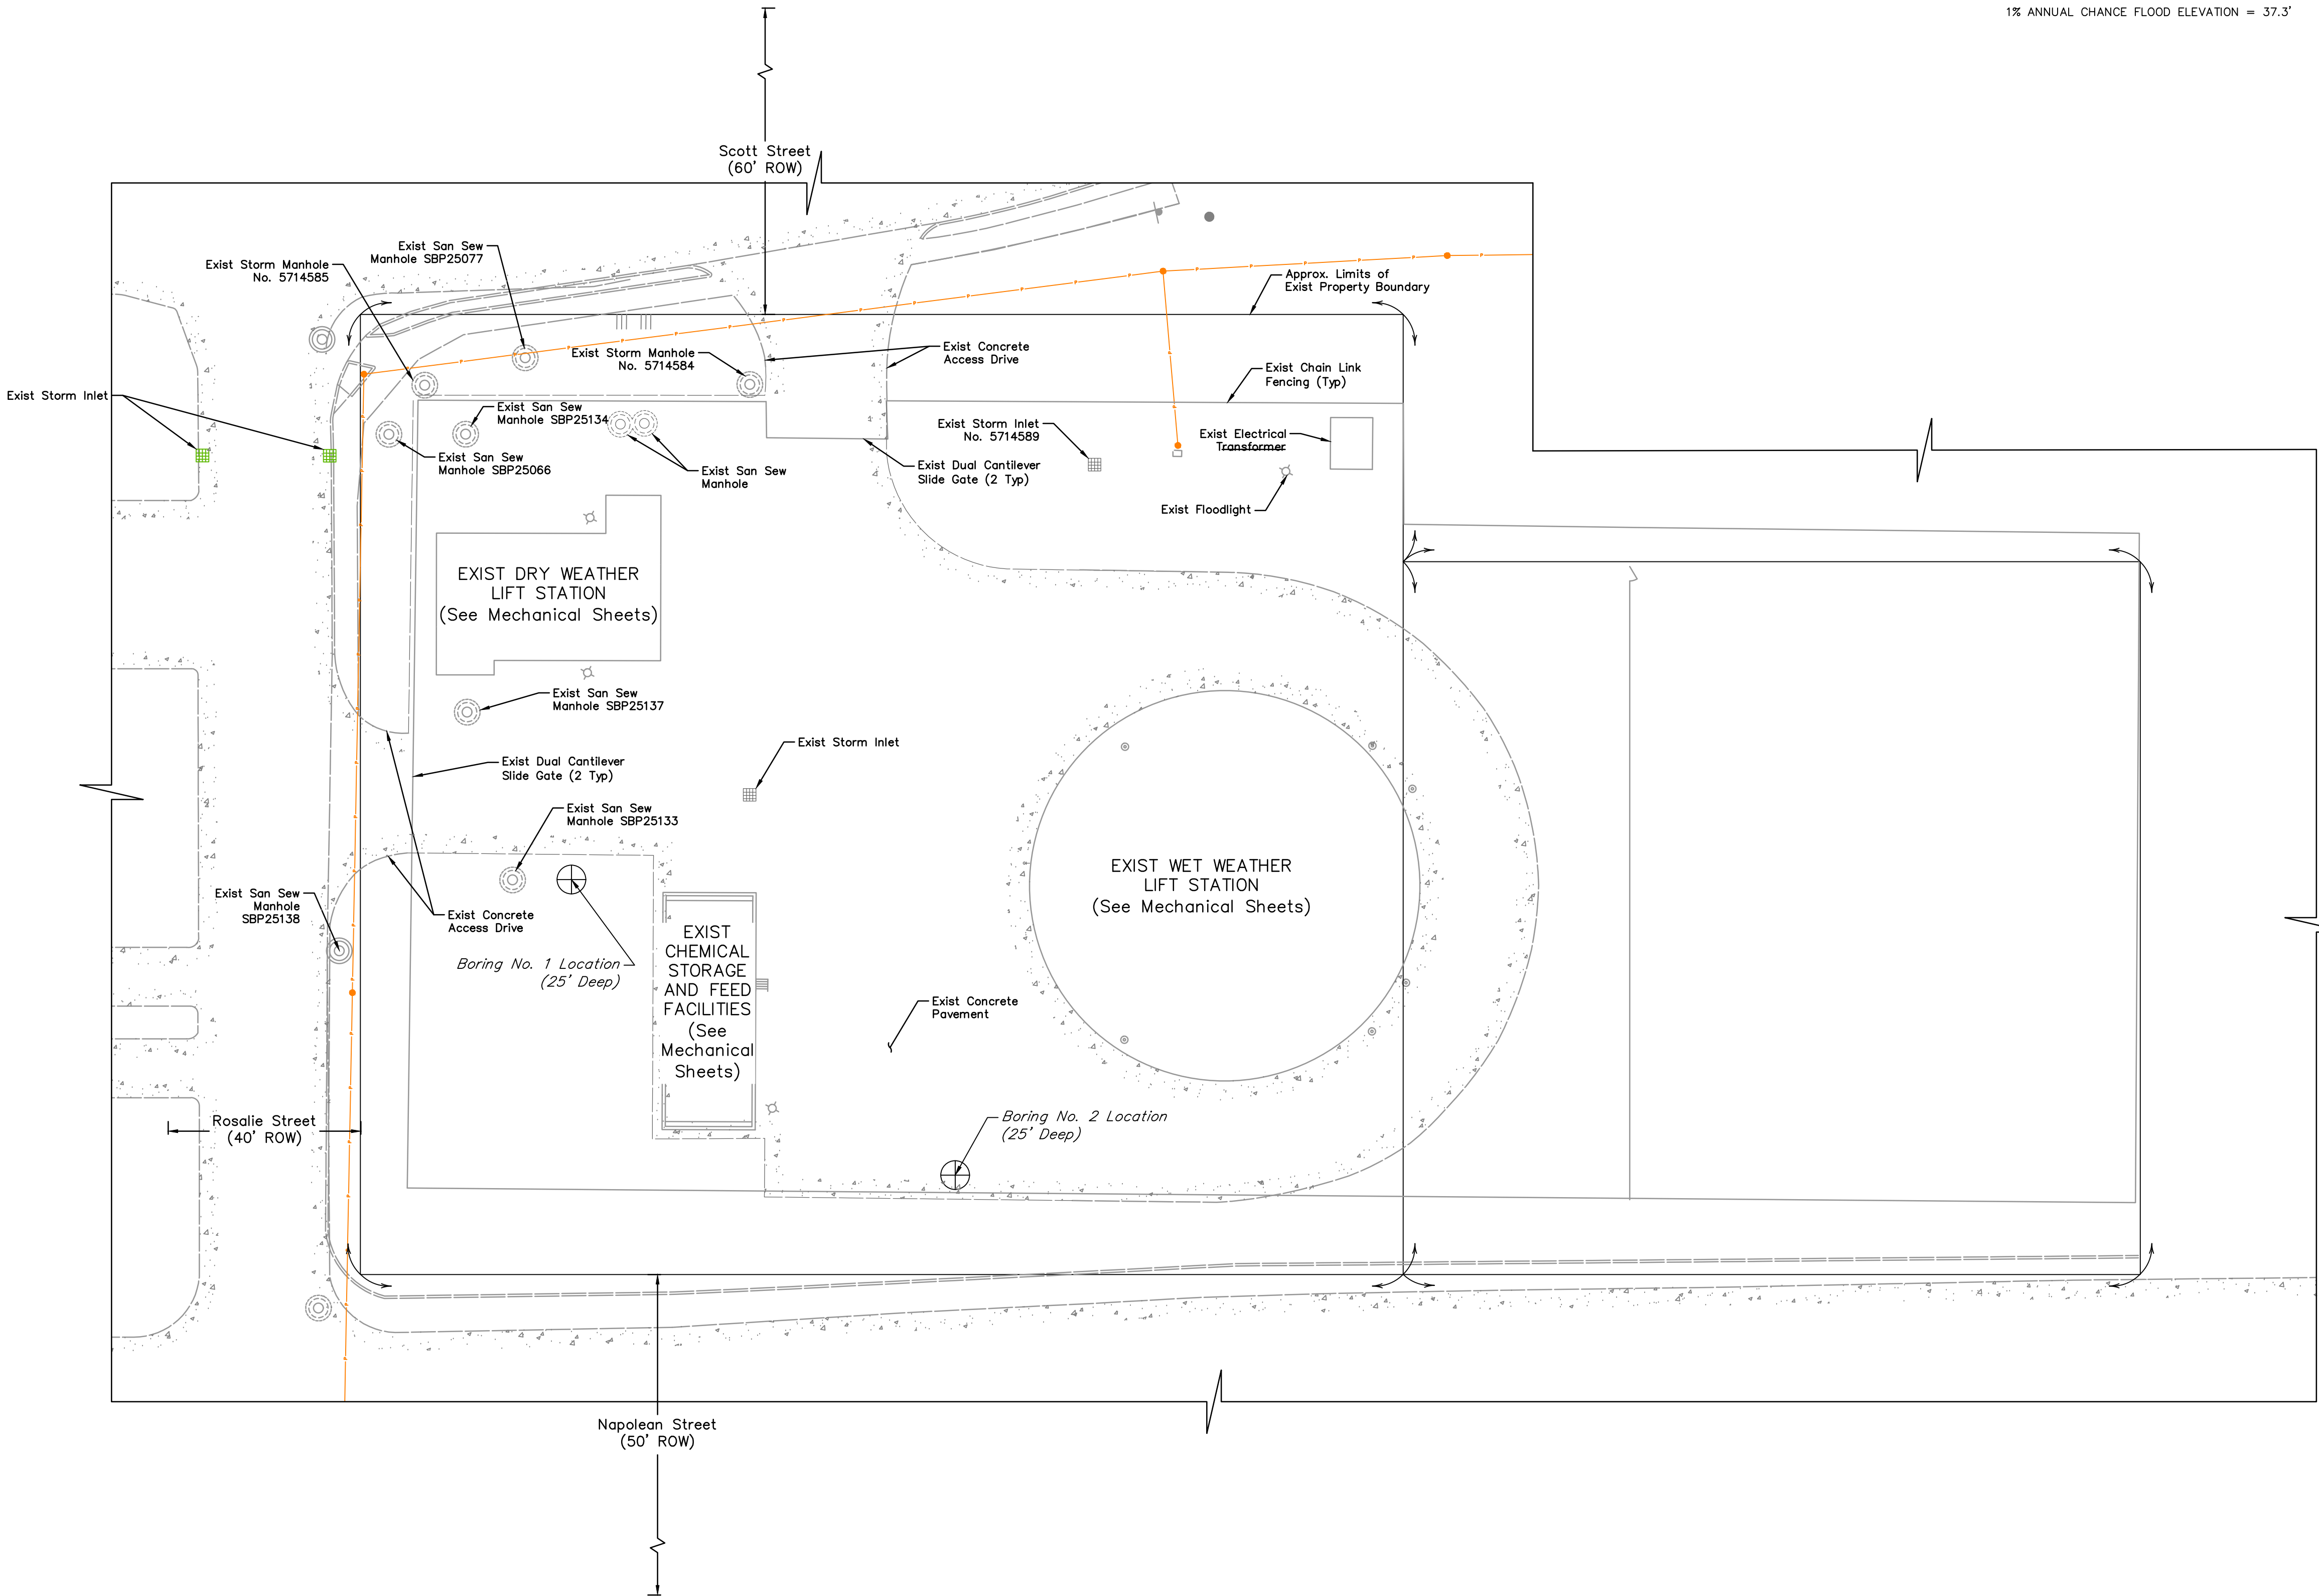 1% ANNUAL CHANCE FLOOD ELEVATION = 37.3'
Scott Street
(60' ROW)
Exist San Sew
Manhole SBP25077
Exist Storm Manhole
No. 5714585
Approx. Limits of
Exist Property Boundary
Exist Storm Manhole
No. 5714584
Exist Concrete
Access Drive
Exist Chain Link
Fencing (Typ)
Exist Storm Inlet
Exist San Sew
Manhole SBP25134
Exist Storm Inlet
No. 5714589
Exist Electrical
Transformer
Exist San Sew
Manhole SBP25066
Exist San Sew
Manhole
Exist Dual Cantilever
Slide Gate (2 Typ)
Exist Floodlight
EXIST DRY WEATHER
LIFT STATION
(See Mechanical Sheets)
Exist San Sew
Manhole SBP25137
Exist Storm Inlet
Exist Dual Cantilever
Slide Gate (2 Typ)
Exist San Sew
Manhole SBP25133
EXIST WET WEATHER
LIFT STATION
(See Mechanical Sheets)
Exist San Sew
Manhole
SBP25138
Exist Concrete
Access Drive
Boring No. 1 Location
(25' Deep)
EXIST
CHEMICAL
STORAGE
AND FEED
FACILITIES
(See
Mechanical
Sheets)
Exist Concrete
Pavement
Rosalie Street
(40' ROW)
Boring No. 2 Location
(25' Deep)
Napolean Street
(50' ROW)